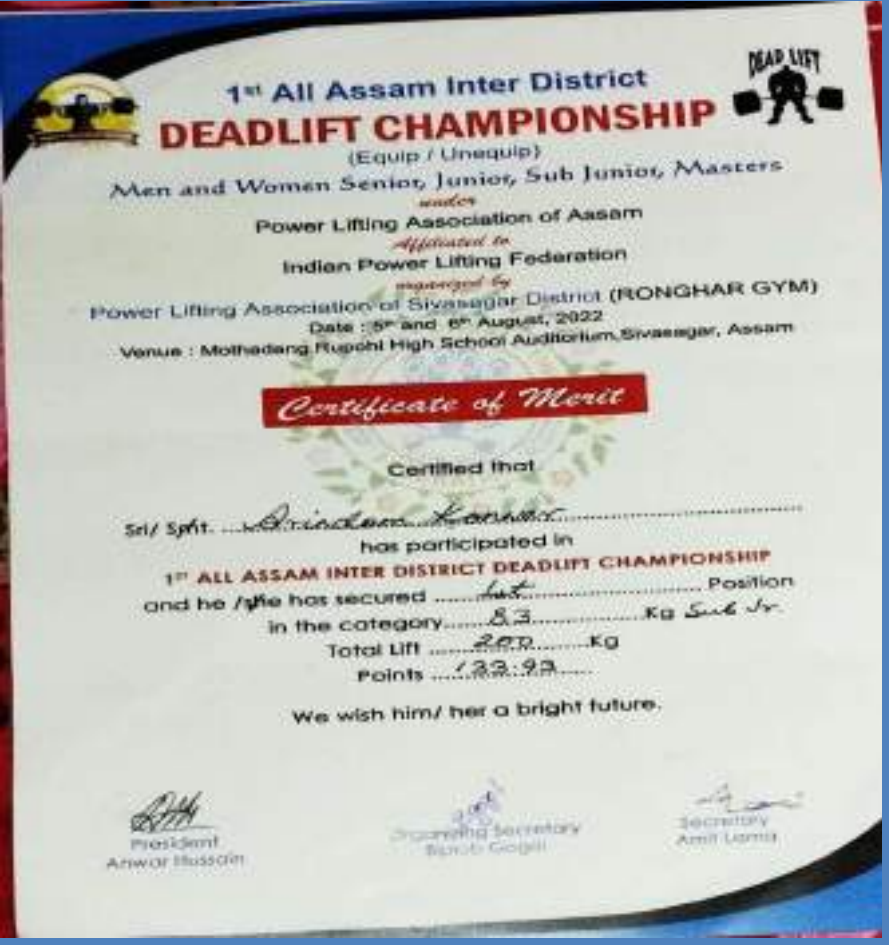 DEAD LIFT
1st All Assam Inter District
DEADLIFT CHAMPIONSHIP
(Equip / Unequip)
Men and Women Senior, Junior, Sub Junior, Masters
under
Power Lifting Association of Assam
Affiliated to
Indian Power Lifting Federation
organized by
Power Lifting Association of Sivasagar District (RONGHAR GYM)
Date : 5th and 6th August, 2022
Venue : Mothadang Rupohi High School Auditorium, Sivasagar, Assam
Certificate of Merit
Certified that
Sri/ Smt. Arindam Konwar
has participated in
1ST ALL ASSAM INTER DISTRICT DEADLIFT CHAMPIONSHIP
and he /she has secured 1st Position
in the category 83 Kg Sub Jr.
Total Lift 200 Kg
Points 133.93
We wish him/ her a bright future.
President
Anwar Hussain
Organizing Secretary
Gogoi
Secretary
Amit Lama